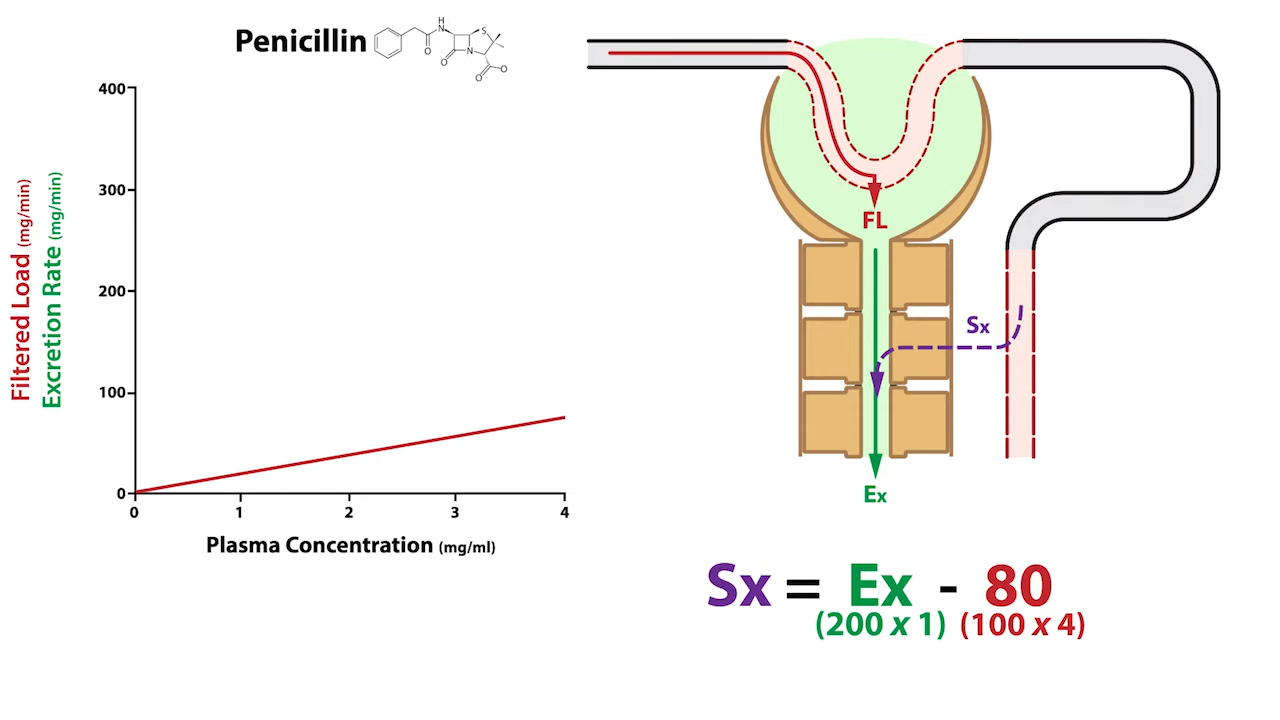 Penicillin
H
N
S
O
N
O
O
O
400
300
200
100
0
0 1 2 3 4
Filtered Load (mg/min)
Excretion Rate (mg/min)
Plasma Concentration (mg/ml)
FL
Sx
Ex
Sx = Ex - 80
(200 x 1) (100 x 4)